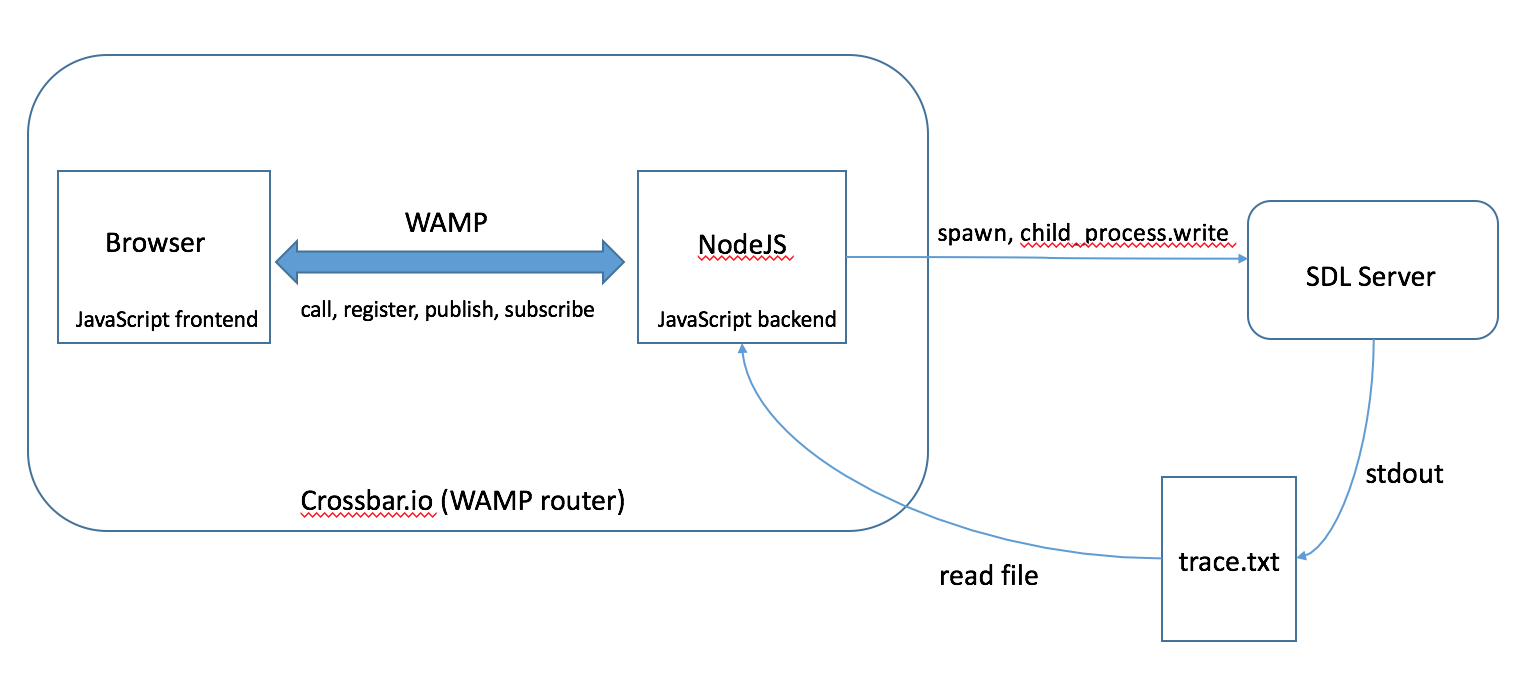 WAMP
Browser
NodeJS
spawn, child_process.write
SDL Server
JavaScript frontend
call, register, publish, subscribe
JavaScript backend
stdout
Crossbar.io (WAMP router)
trace.txt
read file